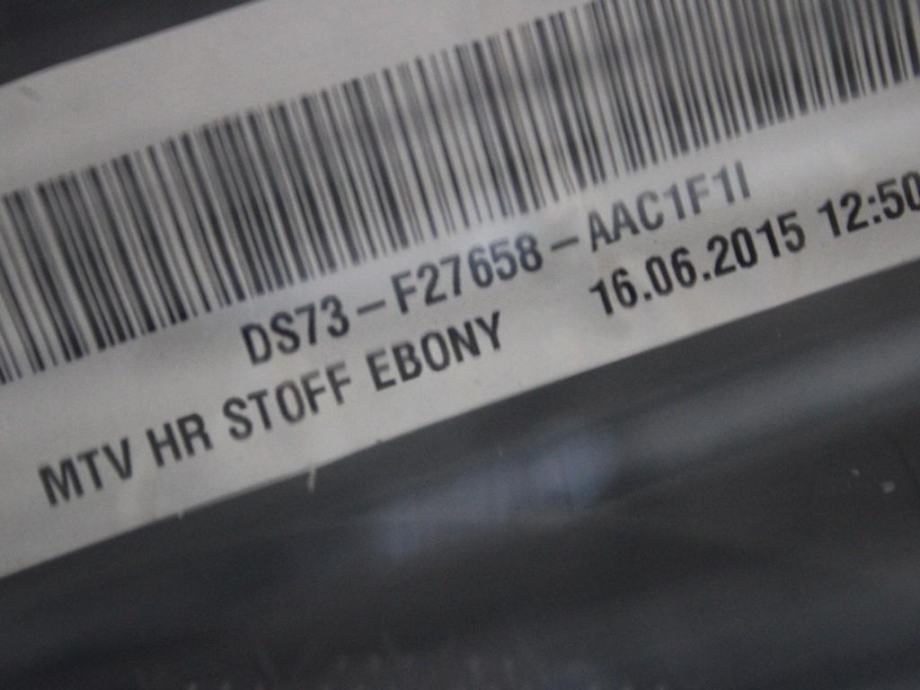 DS73-F27658-AAC1F1I
16.06.2015 12:50
MTV HR STOFF EBONY